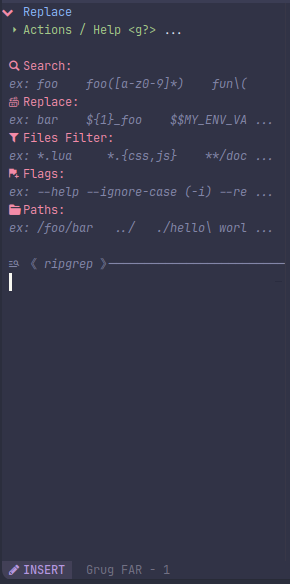 Replace
Actions / Help <g?> ...
Search:
ex: foo    foo([a-z0-9]*)    fun\(
Replace:
ex: bar    ${1}_foo    $$MY_ENV_VA ...
Files Filter:
ex: *.lua    *.{css,js}    **/doc ...
Flags:
ex: --help --ignore-case (-i) --re ...
Paths:
ex: /foo/bar   ../   ./hello\ worl ...
《 ripgrep 》
INSERT   Grug FAR - 1